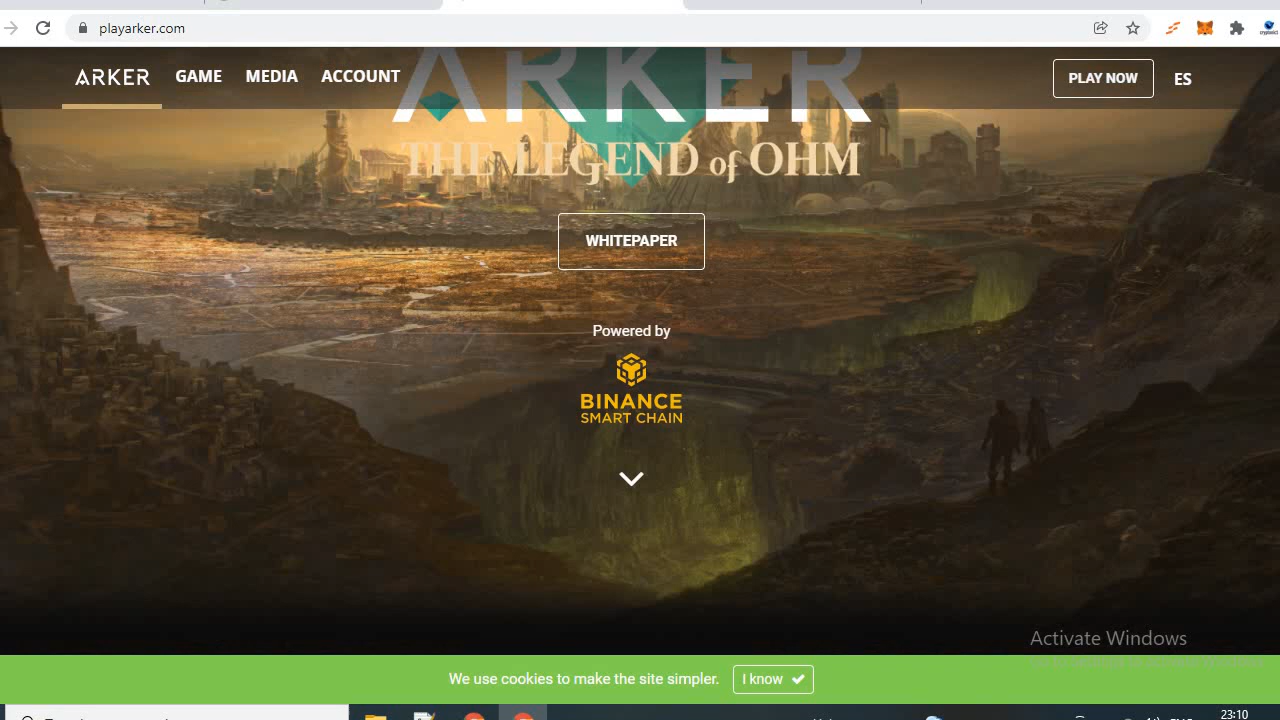 playarker.com
ARKER GAME MEDIA ACCOUNT PLAY NOW ES
ARKER
THE LEGEND of OHM
WHITEPAPER
Powered by
BINANCE
SMART CHAIN
Activate Windows
We use cookies to make the site simpler. I know
23:10